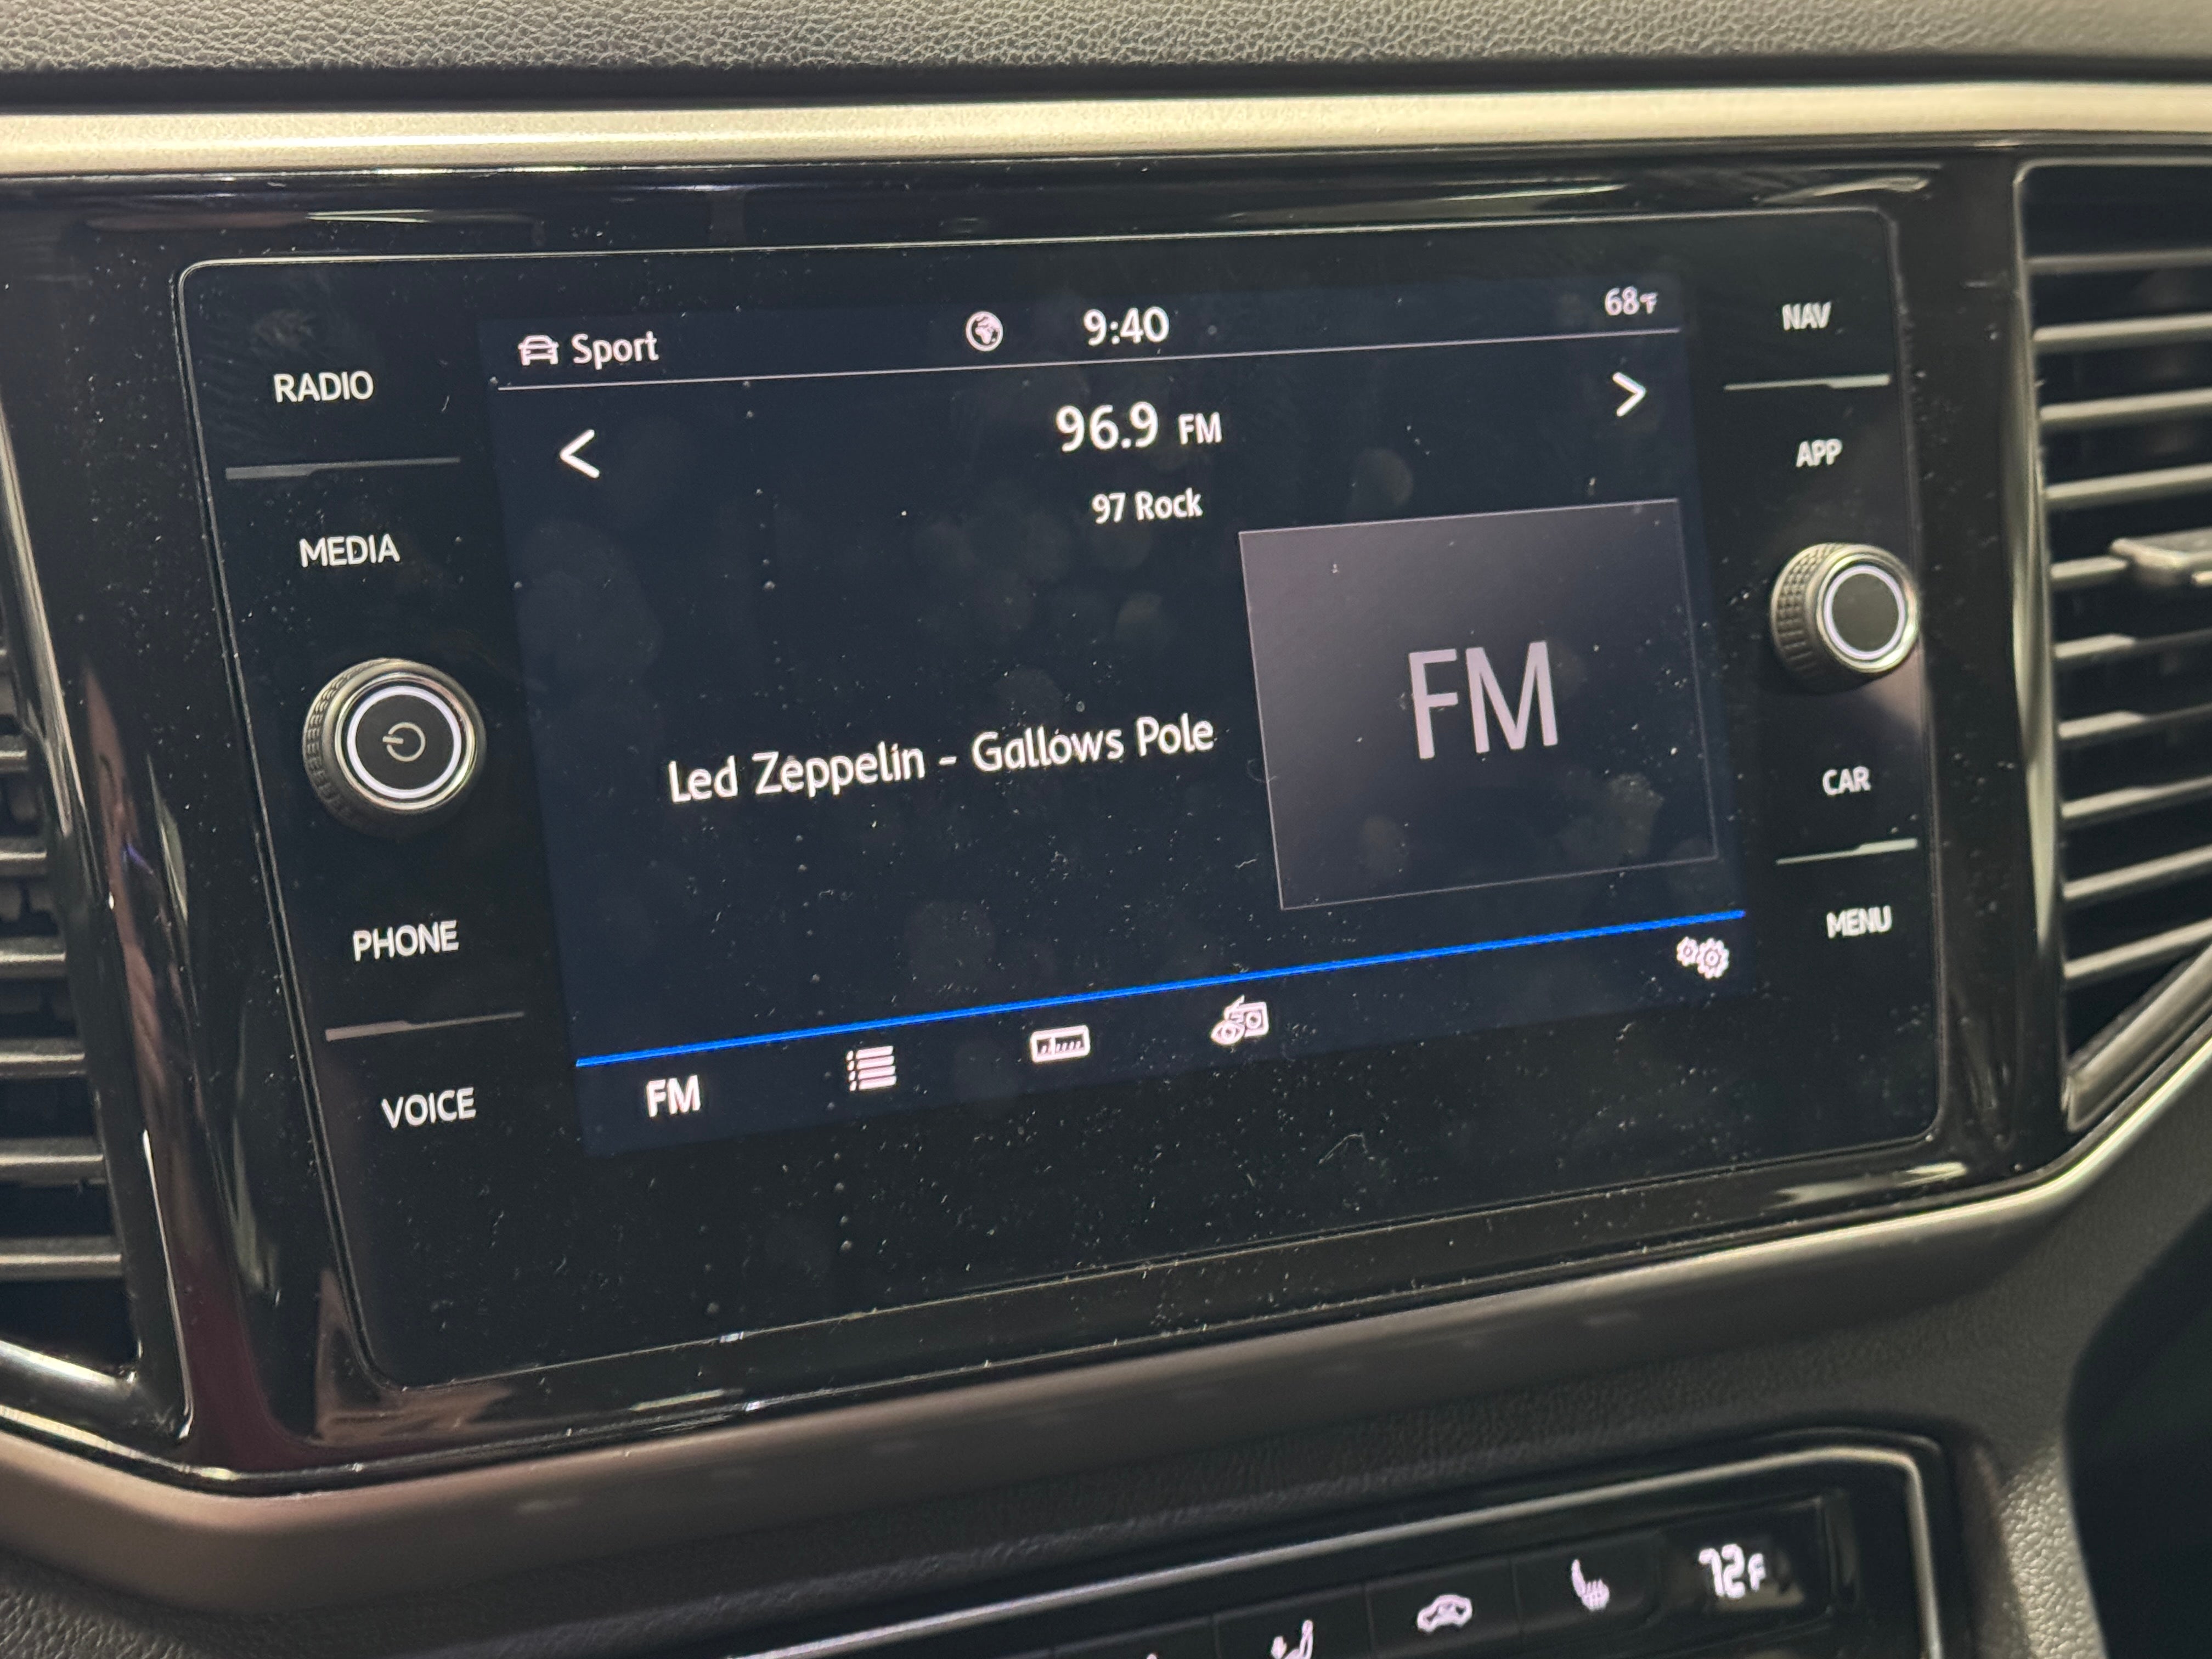 Sport 9:40 68°F
RADIO
NAV
< 96.9 FM >
97 Rock
APP
MEDIA
FM
Led Zeppelin - Gallows Pole
CAR
PHONE
MENU
FM
VOICE
72°F